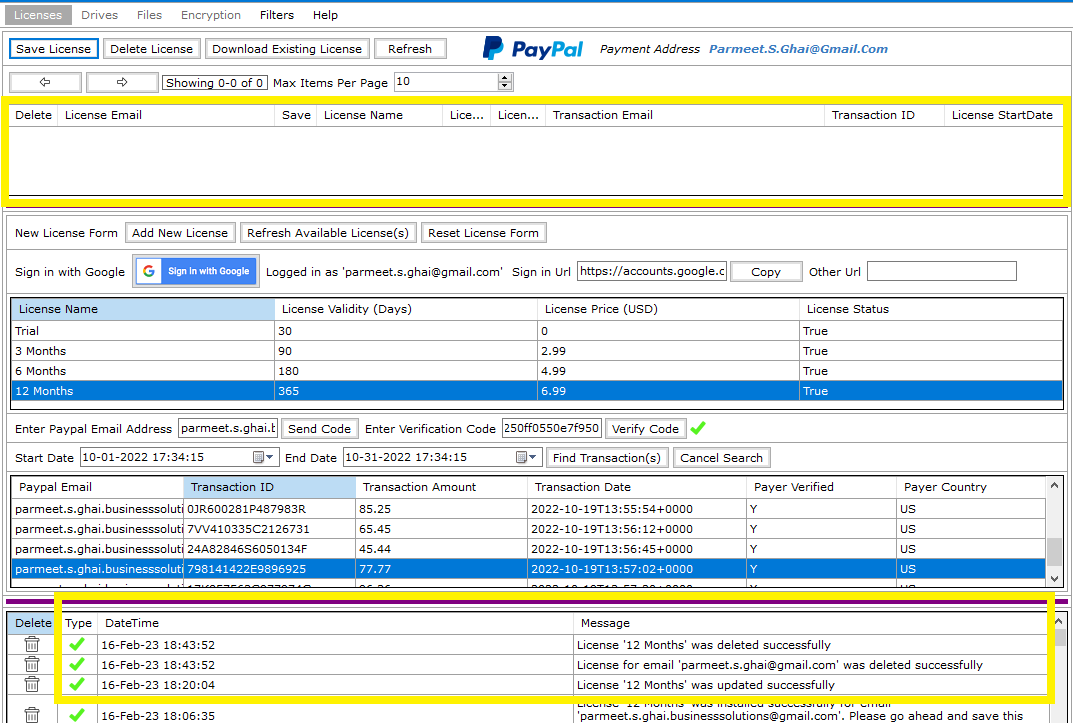 Licenses Drives Files Encryption Filters Help
Save License Delete License Download Existing License Refresh PayPal Payment Address Parmeet.S.Ghai@Gmail.Com
Showing 0-0 of 0 Max Items Per Page 10
Delete License Email Save License Name Lice... Licen... Transaction Email Transaction ID License StartDate
New License Form Add New License Refresh Available License(s) Reset License Form
Sign in with Google Sign in with Google Logged in as 'parmeet.s.ghai@gmail.com' Sign in Url https://accounts.google.c Copy Other Url
License Name License Validity (Days) License Price (USD) License Status
Trial 30 0 True
3 Months 90 2.99 True
6 Months 180 4.99 True
12 Months 365 6.99 True
Enter Paypal Email Address parmeet.s.ghai.b Send Code Enter Verification Code 250ff0550e7f950 Verify Code
Start Date 10-01-2022 17:34:15 End Date 10-31-2022 17:34:15 Find Transaction(s) Cancel Search
Paypal Email Transaction ID Transaction Amount Transaction Date Payer Verified Payer Country
parmeet.s.ghai.businesssoluti 0JR600281P487983R 85.25 2022-10-19T13:55:54+0000 Y US
parmeet.s.ghai.businesssoluti 7VV410335C2126731 65.45 2022-10-19T13:56:12+0000 Y US
parmeet.s.ghai.businesssoluti 24A82846S6050134F 45.44 2022-10-19T13:56:45+0000 Y US
parmeet.s.ghai.businesssoluti 798141422E9896925 77.77 2022-10-19T13:57:02+0000 Y US
Delete Type DateTime Message
16-Feb-23 18:43:52 License '12 Months' was deleted successfully
16-Feb-23 18:43:52 License for email 'parmeet.s.ghai@gmail.com' was deleted successfully
16-Feb-23 18:20:04 License '12 Months' was updated successfully
License '12 Months' was installed successfully for email
16-Feb-23 18:06:35 'parmeet.s.ghai.businesssolutions@gmail.com'. Please go ahead and save this